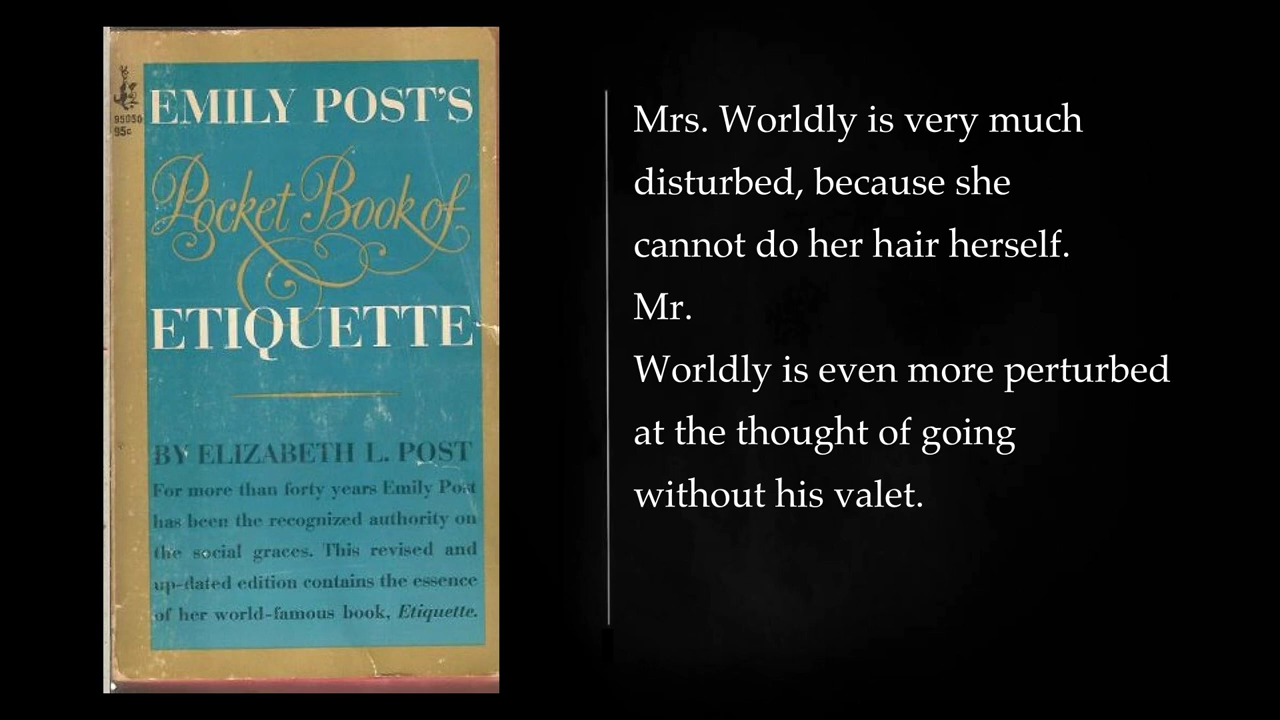 EMILY POST'S
Pocket Book of
ETIQUETTE
95050
95c
BY ELIZABETH L. POST
For more than forty years Emily Post
has been the recognized authority on
the social graces. This revised and
up-dated edition contains the essence
of her world-famous book, Etiquette.
Mrs. Worldly is very much
disturbed, because she
cannot do her hair herself.
Mr.
Worldly is even more perturbed
at the thought of going
without his valet.